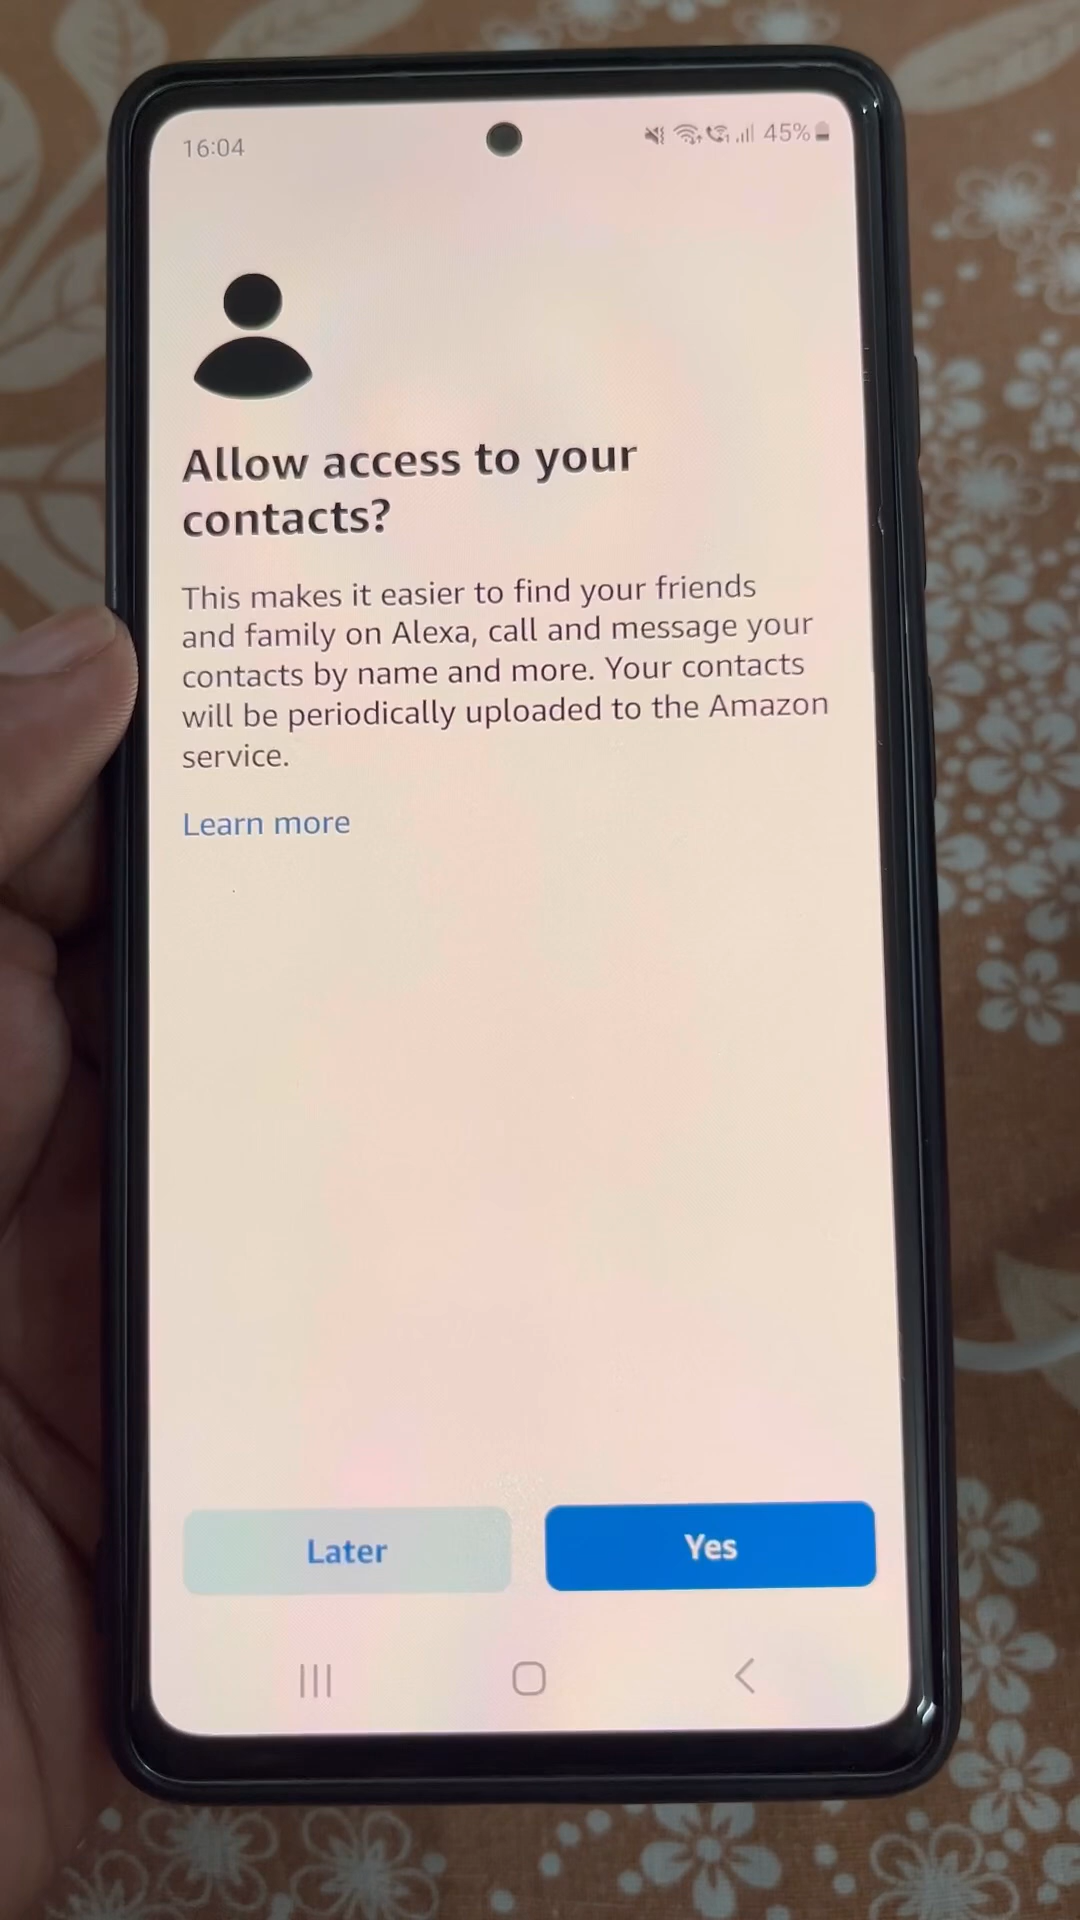 16:04
45%
Allow access to your
contacts?
This makes it easier to find your friends
and family on Alexa, call and message your
contacts by name and more. Your contacts
will be periodically uploaded to the Amazon
service.
Learn more
Later
Yes